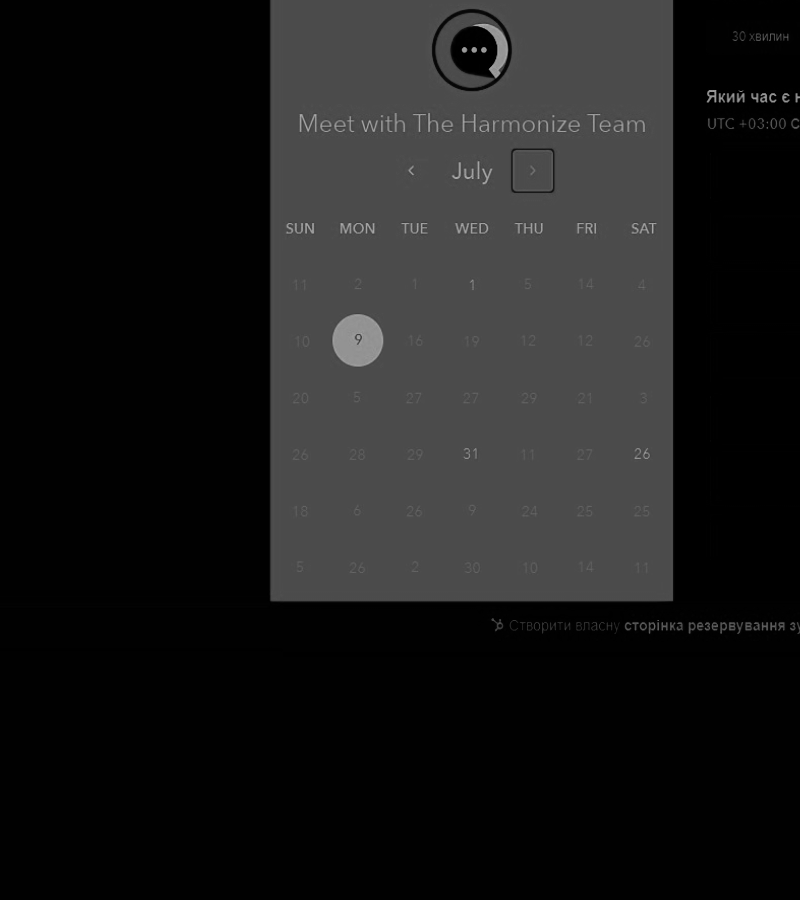 30 хвилин
Meet with The Harmonize Team
Який час є
UTC +03:00
July
SUN MON TUE WED THU FRI SAT
11 2 1 1 5 14 4
10 9 16 19 12 12 26
20 5 27 27 29 21 3
26 28 29 31 11 27 26
18 6 26 9 24 25 25
5 26 2 30 10 14 11
Створити власну сторінка резервування